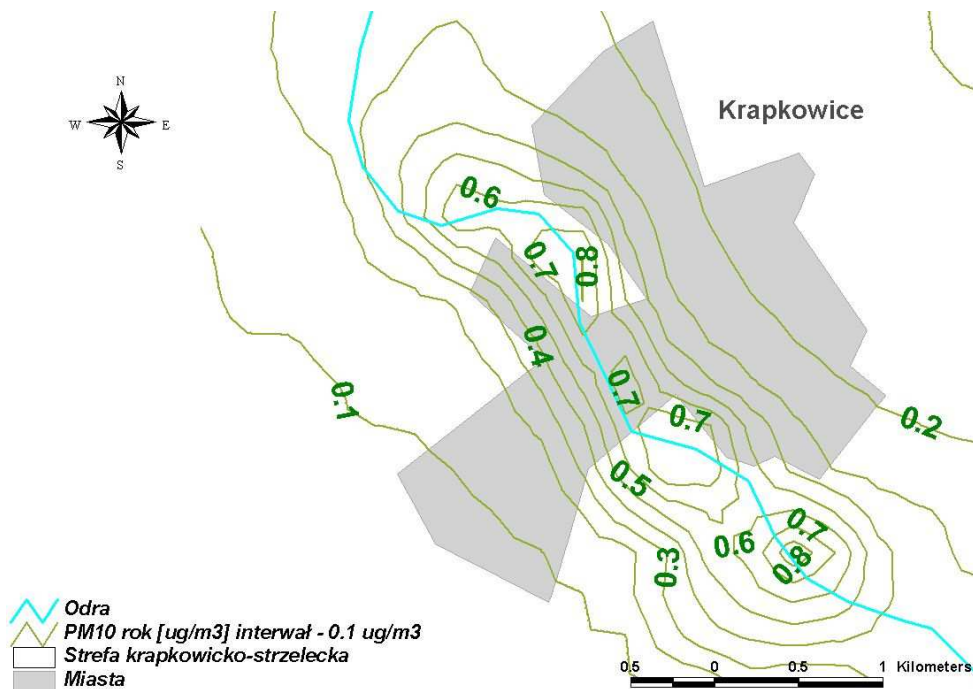 N
W E
S
Krapkowice
0.6
0.7
0.8
0.4
0.1
0.7
0.7
0.2
0.5
0.7
0.6
0.8
0.3
Odra
PM10 rok [ug/m3] interwał - 0.1 ug/m3
Strefa krapkowicko-strzelecka
Miasta
0.5 0 0.5 1 Kilometers